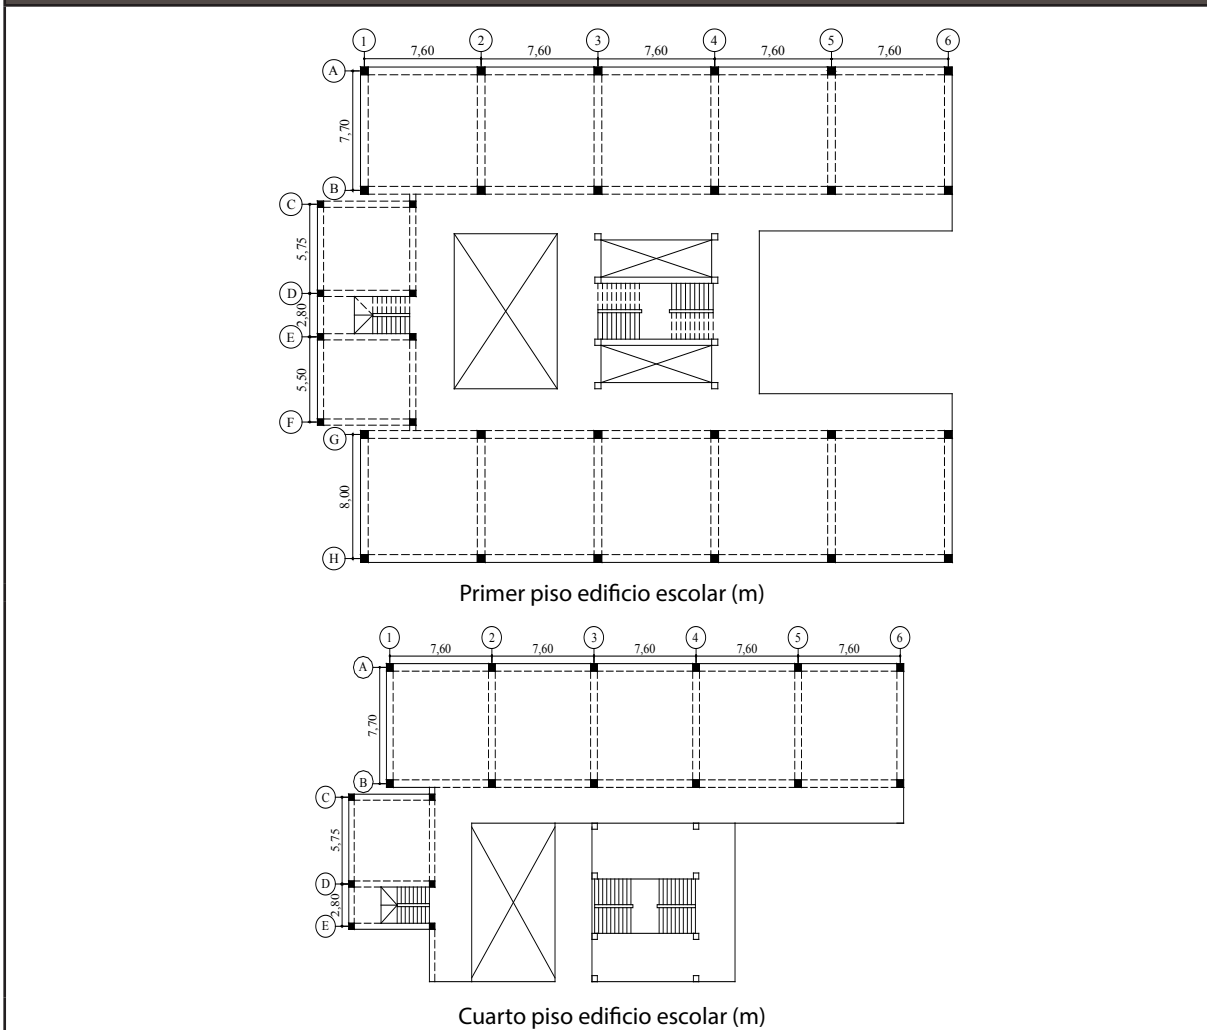 1 2 3 4 5 6
7,60 7,60 7,60 7,60 7,60
A
7,70
B
C
5,75
D
2,80
E
5,50
F
G
8,00
H
Primer piso edificio escolar (m)
1 2 3 4 5 6
7,60 7,60 7,60 7,60 7,60
A
7,70
B
C
5,75
D
2,80
E
Cuarto piso edificio escolar (m)